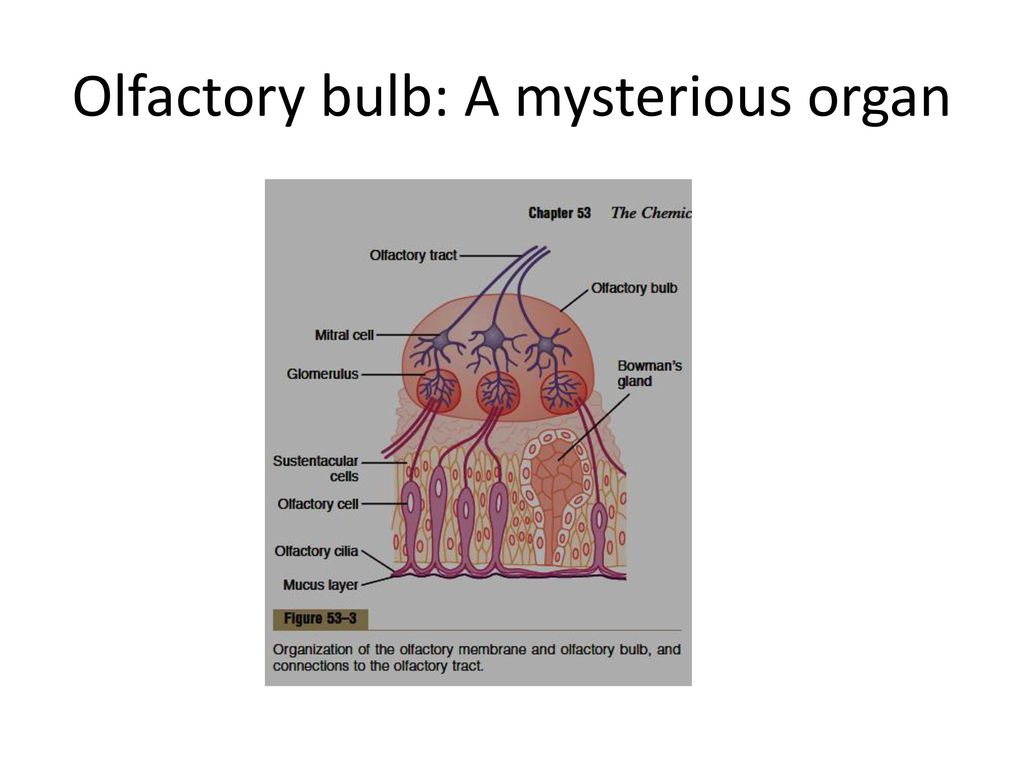 Olfactory bulb: A mysterious organ
Chapter 53 The Chemic
Olfactory tract
Olfactory bulb
Mitral cell
Glomerulus
Bowman's
gland
Sustentacular
cells
Olfactory cell
Olfactory cilia
Mucus layer
Figure 53–3
Organization of the olfactory membrane and olfactory bulb, and
connections to the olfactory tract.